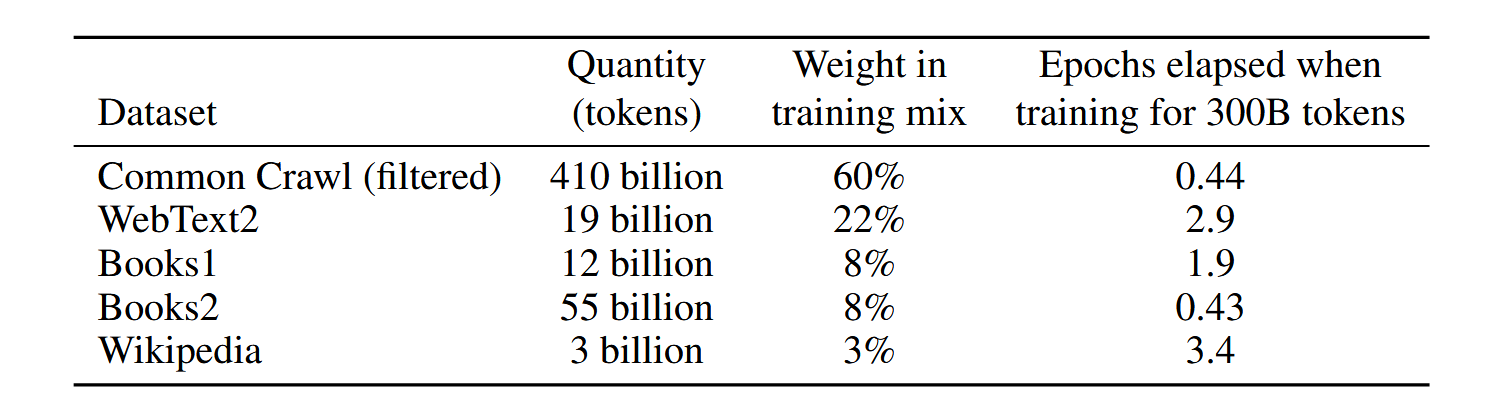 Dataset Quantity (tokens) Weight in training mix Epochs elapsed when training for 300B tokens
Common Crawl (filtered) 410 billion 60% 0.44
WebText2 19 billion 22% 2.9
Books1 12 billion 8% 1.9
Books2 55 billion 8% 0.43
Wikipedia 3 billion 3% 3.4